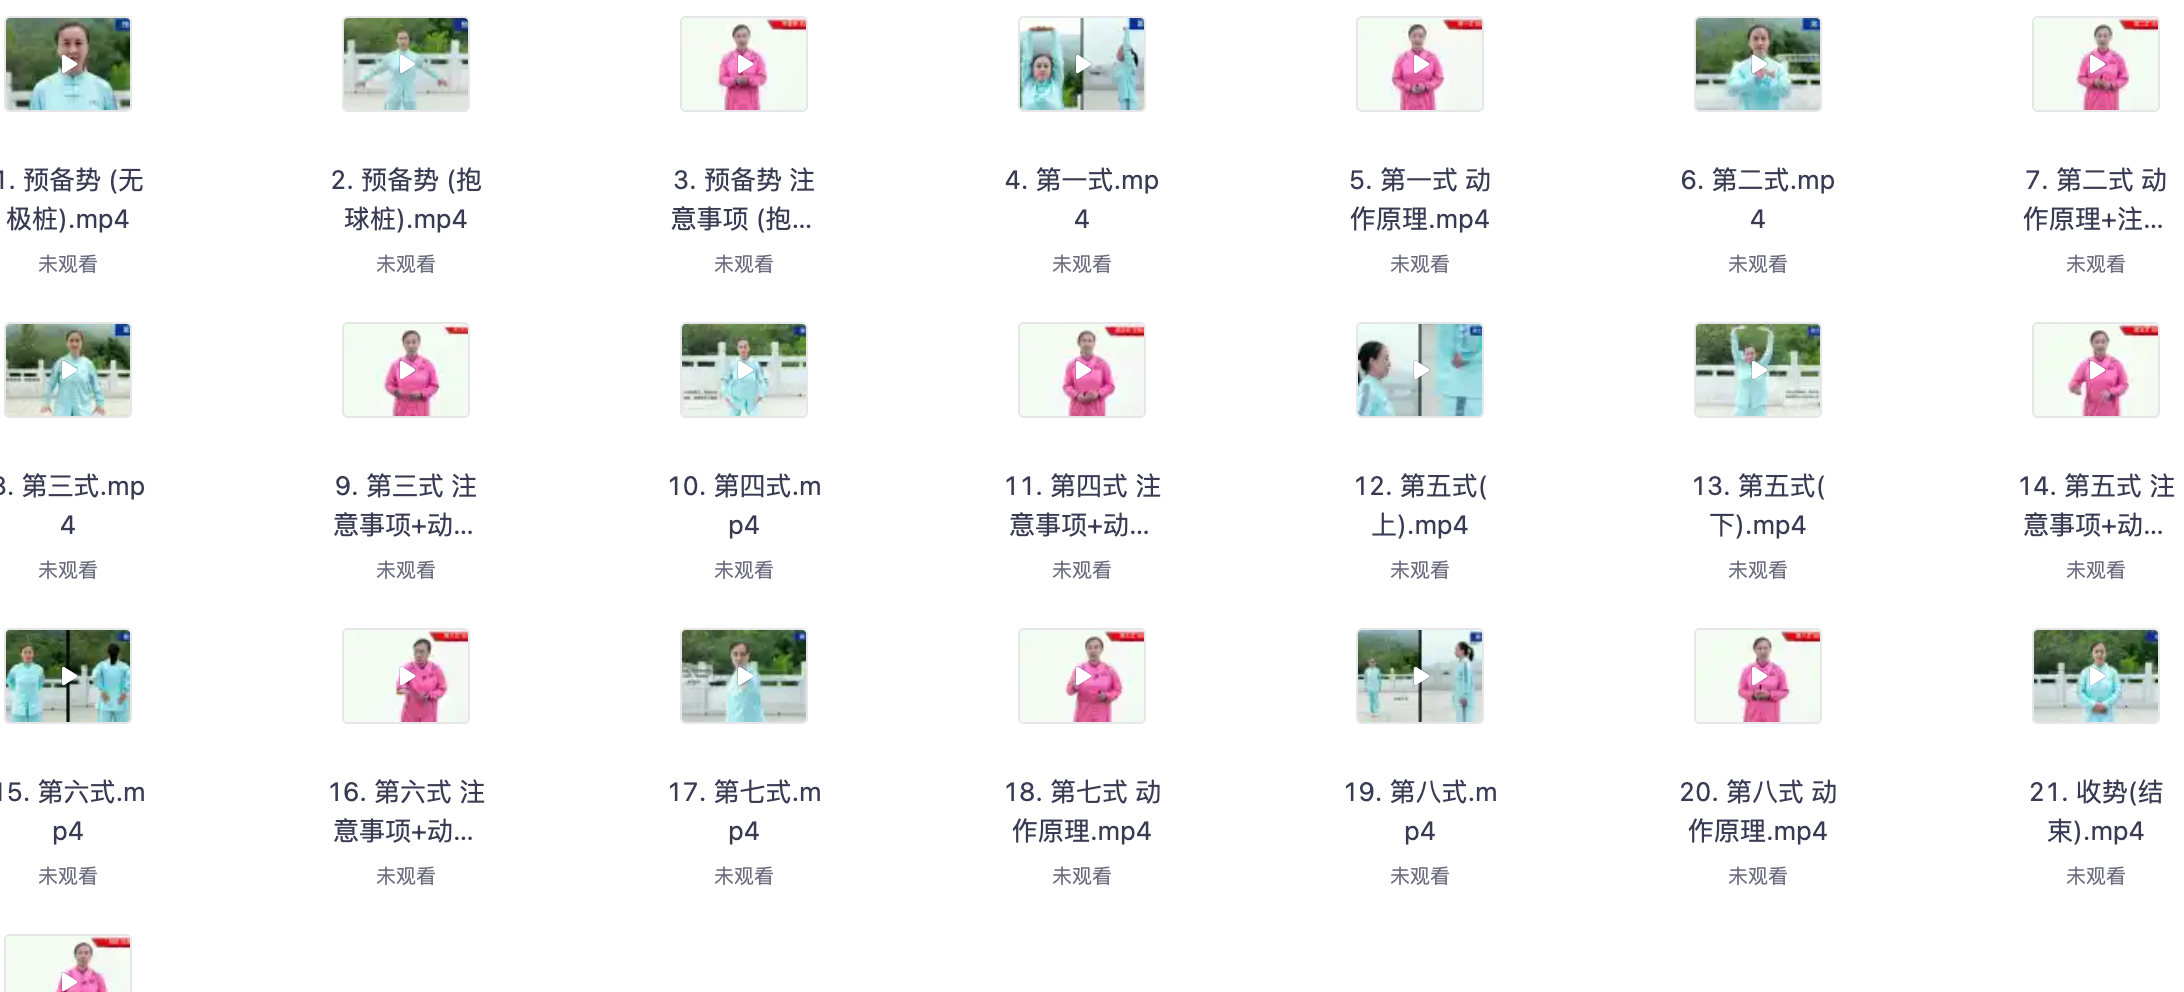 1. 预备势 (无
极桩).mp4
未观看
2. 预备势 (抱
球桩).mp4
未观看
3. 预备势 注
意事项 (抱...
未观看
4. 第一式.mp
4
未观看
5. 第一式 动
作原理.mp4
未观看
6. 第二式.mp
4
未观看
7. 第二式 动
作原理+注...
未观看
8. 第三式.mp
4
未观看
9. 第三式 注
意事项+动...
未观看
10. 第四式.m
p4
未观看
11. 第四式 注
意事项+动...
未观看
12. 第五式(
上).mp4
未观看
13. 第五式(
下).mp4
未观看
14. 第五式 注
意事项+动...
未观看
15. 第六式.m
p4
未观看
16. 第六式 注
意事项+动...
未观看
17. 第七式.m
p4
未观看
18. 第七式 动
作原理.mp4
未观看
19. 第八式.m
p4
未观看
20. 第八式 动
作原理.mp4
未观看
21. 收势(结
束).mp4
未观看